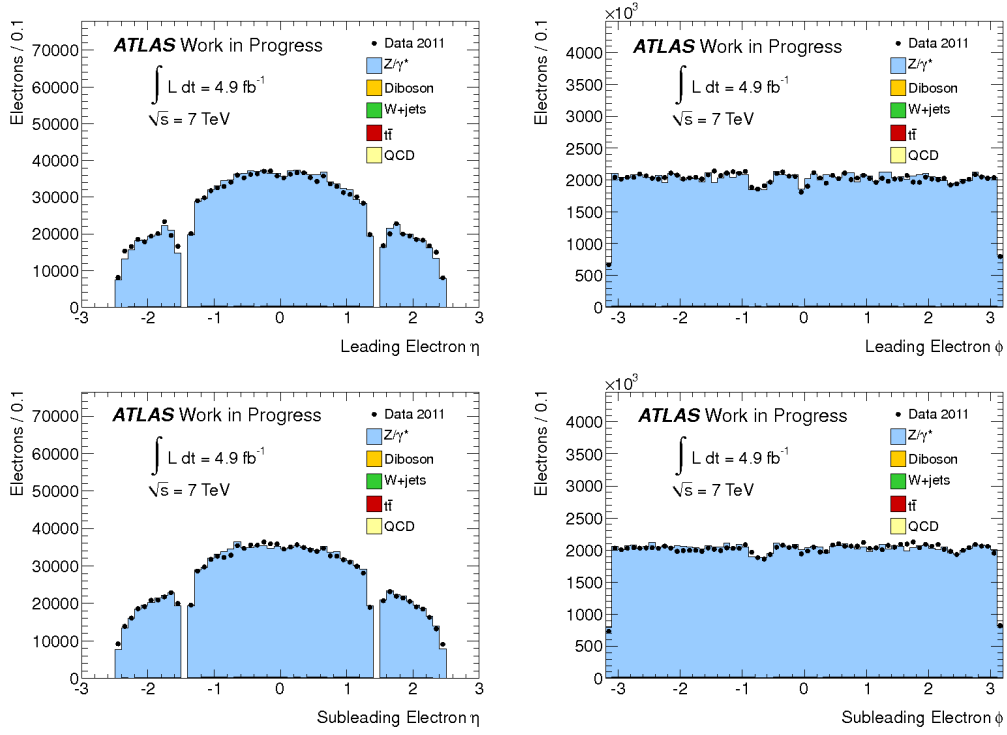 Electrons / 0.1
70000
60000
50000
40000
30000
20000
10000
0
ATLAS Work in Progress
∫ L dt = 4.9 fb⁻¹
√s = 7 TeV
Data 2011
Z/γ*
Diboson
W+jets
tt̄
QCD
-3 -2 -1 0 1 2 3
Leading Electron η
×10³
Electrons / 0.1
4000
3500
3000
2500
2000
1500
1000
500
0
ATLAS Work in Progress
∫ L dt = 4.9 fb⁻¹
√s = 7 TeV
Data 2011
Z/γ*
Diboson
W+jets
tt̄
QCD
-3 -2 -1 0 1 2 3
Leading Electron ϕ
Electrons / 0.1
70000
60000
50000
40000
30000
20000
10000
0
ATLAS Work in Progress
∫ L dt = 4.9 fb⁻¹
√s = 7 TeV
Data 2011
Z/γ*
Diboson
W+jets
tt̄
QCD
-3 -2 -1 0 1 2 3
Subleading Electron η
×10³
Electrons / 0.1
4000
3500
3000
2500
2000
1500
1000
500
0
ATLAS Work in Progress
∫ L dt = 4.9 fb⁻¹
√s = 7 TeV
Data 2011
Z/γ*
Diboson
W+jets
tt̄
QCD
-3 -2 -1 0 1 2 3
Subleading Electron ϕ